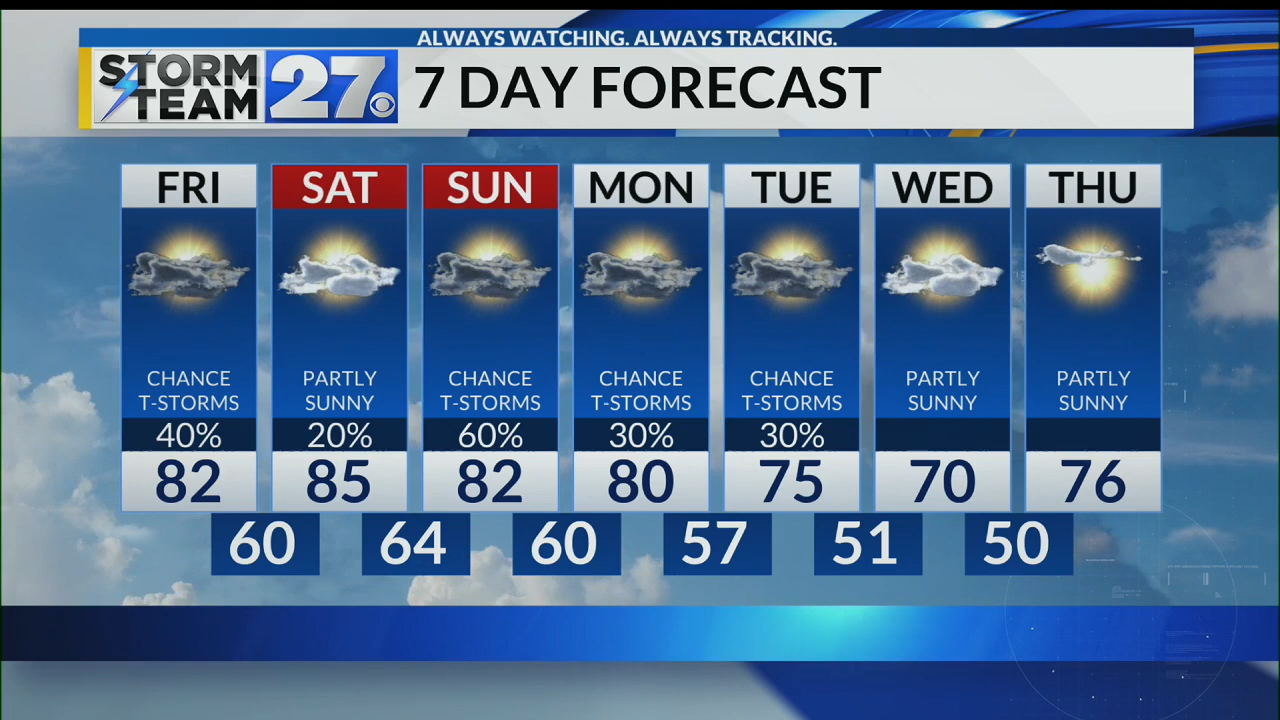 ALWAYS WATCHING. ALWAYS TRACKING.
STORM
TEAM
27
7 DAY FORECAST
FRI SAT SUN MON TUE WED THU
CHANCE PARTLY CHANCE CHANCE CHANCE PARTLY PARTLY
T-STORMS SUNNY T-STORMS T-STORMS T-STORMS SUNNY SUNNY
40% 20% 60% 30% 30%
82 85 82 80 75 70 76
60 64 60 57 51 50